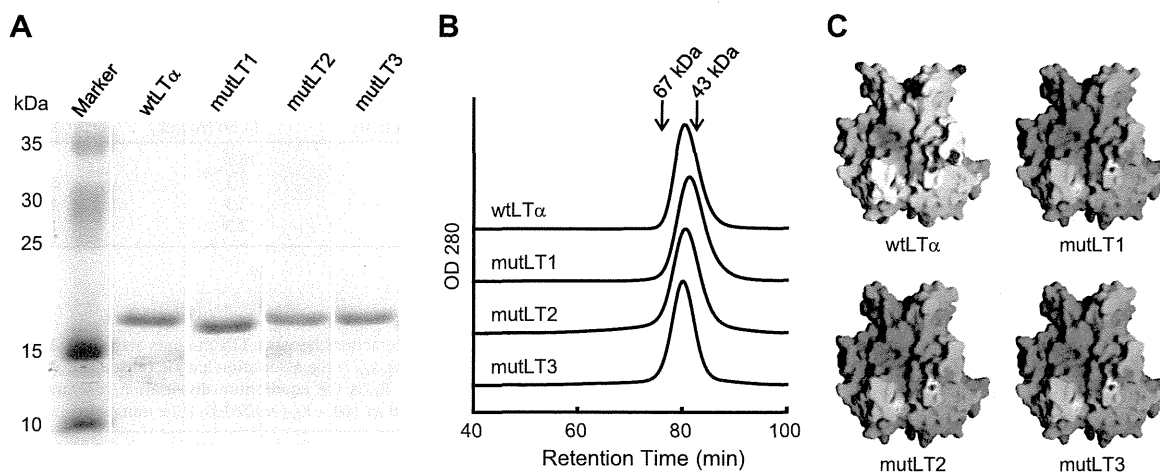 A
kDa
Marker
wtLTα
mutLT1
mutLT2
mutLT3
35
30
25
15
10
B
67 kDa
43 kDa
OD 280
wtLTα
mutLT1
mutLT2
mutLT3
40
60
80
100
Retention Time (min)
C
wtLTα
mutLT1
mutLT2
mutLT3